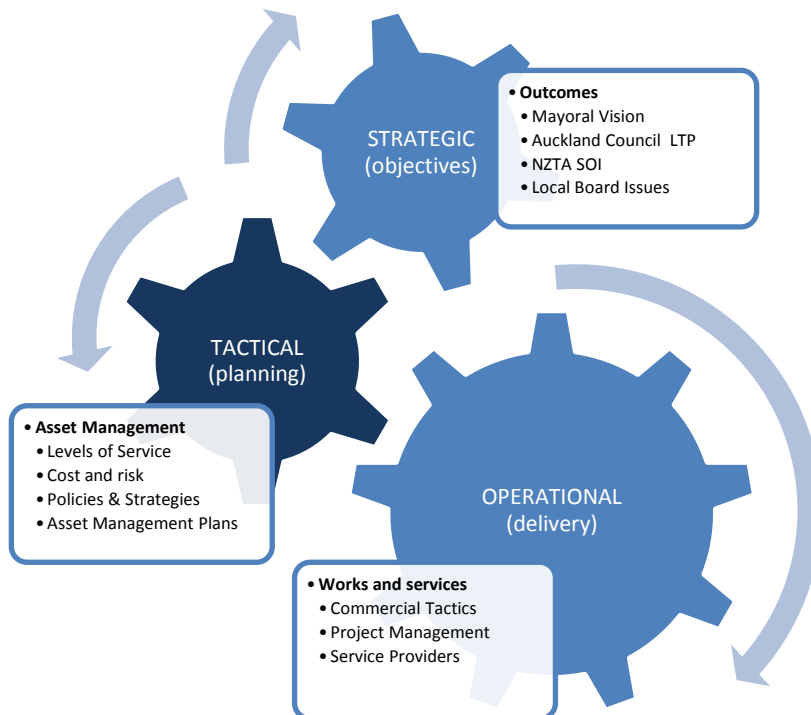 STRATEGIC
(objectives)
• Outcomes
• Mayoral Vision
• Auckland Council LTP
• NZTA SOI
• Local Board Issues
TACTICAL
(planning)
• Asset Management
• Levels of Service
• Cost and risk
• Policies & Strategies
• Asset Management Plans
OPERATIONAL
(delivery)
• Works and services
• Commercial Tactics
• Project Management
• Service Providers